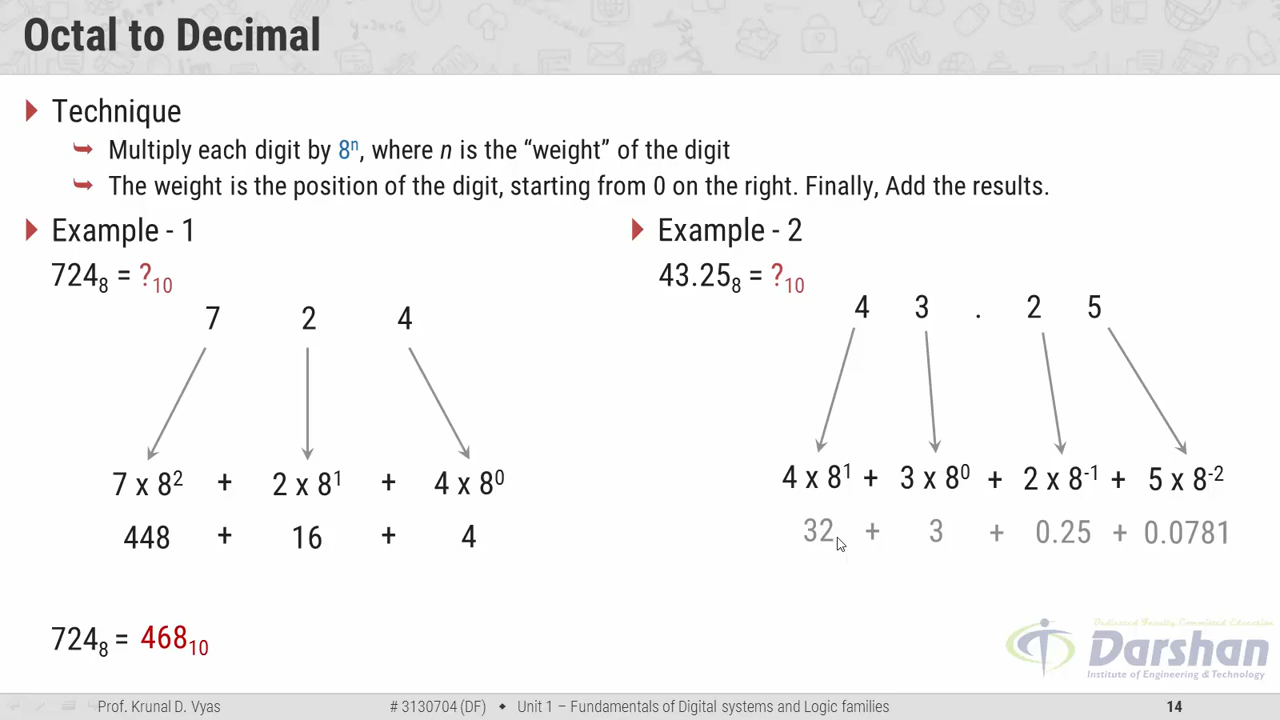 Octal to Decimal
Technique
Multiply each digit by 8ⁿ, where n is the “weight” of the digit
The weight is the position of the digit, starting from 0 on the right. Finally, Add the results.
Example - 1
724₈ = ?₁₀
7 2 4
7 x 8² + 2 x 8¹ + 4 x 8⁰
448 + 16 + 4
724₈ = 468₁₀
Example - 2
43.25₈ = ?₁₀
4 3 . 2 5
4 x 8¹ + 3 x 8⁰ + 2 x 8⁻¹ + 5 x 8⁻²
32 + 3 + 0.25 + 0.0781
Dedicated Faculty Committed Education
Darshan
Institute of Engineering & Technology
Prof. Krunal D. Vyas # 3130704 (DF) ◆ Unit 1 – Fundamentals of Digital systems and Logic families 14